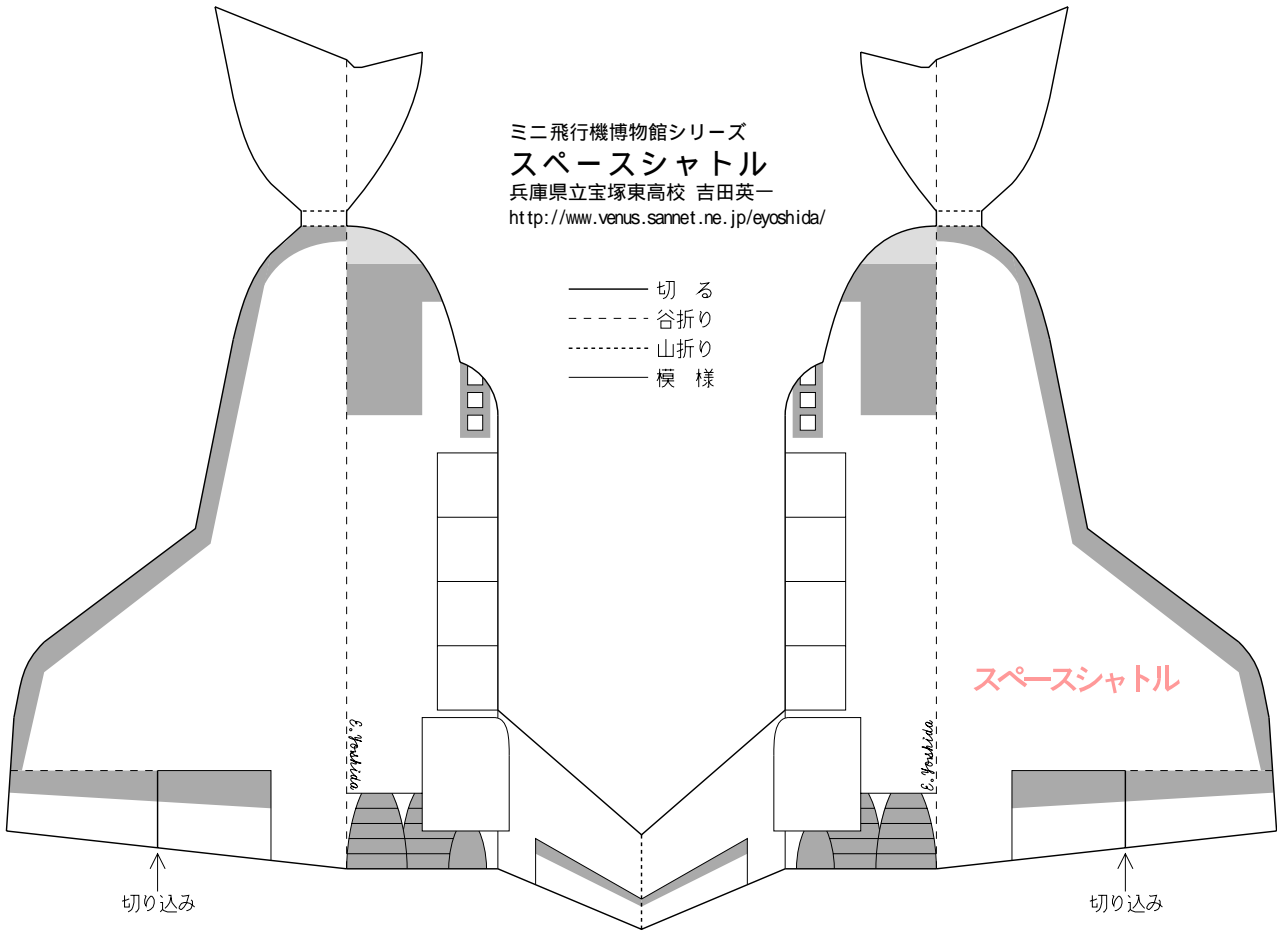 ミニ飛行機博物館シリーズ
スペースシャトル
兵庫県立宝塚東高校 吉田英一
http://www.venus.sannet.ne.jp/eyoshida/
切 る
谷折り
山折り
模 様
スペースシャトル
E. Yoshida
E. Yoshida
切り込み
切り込み